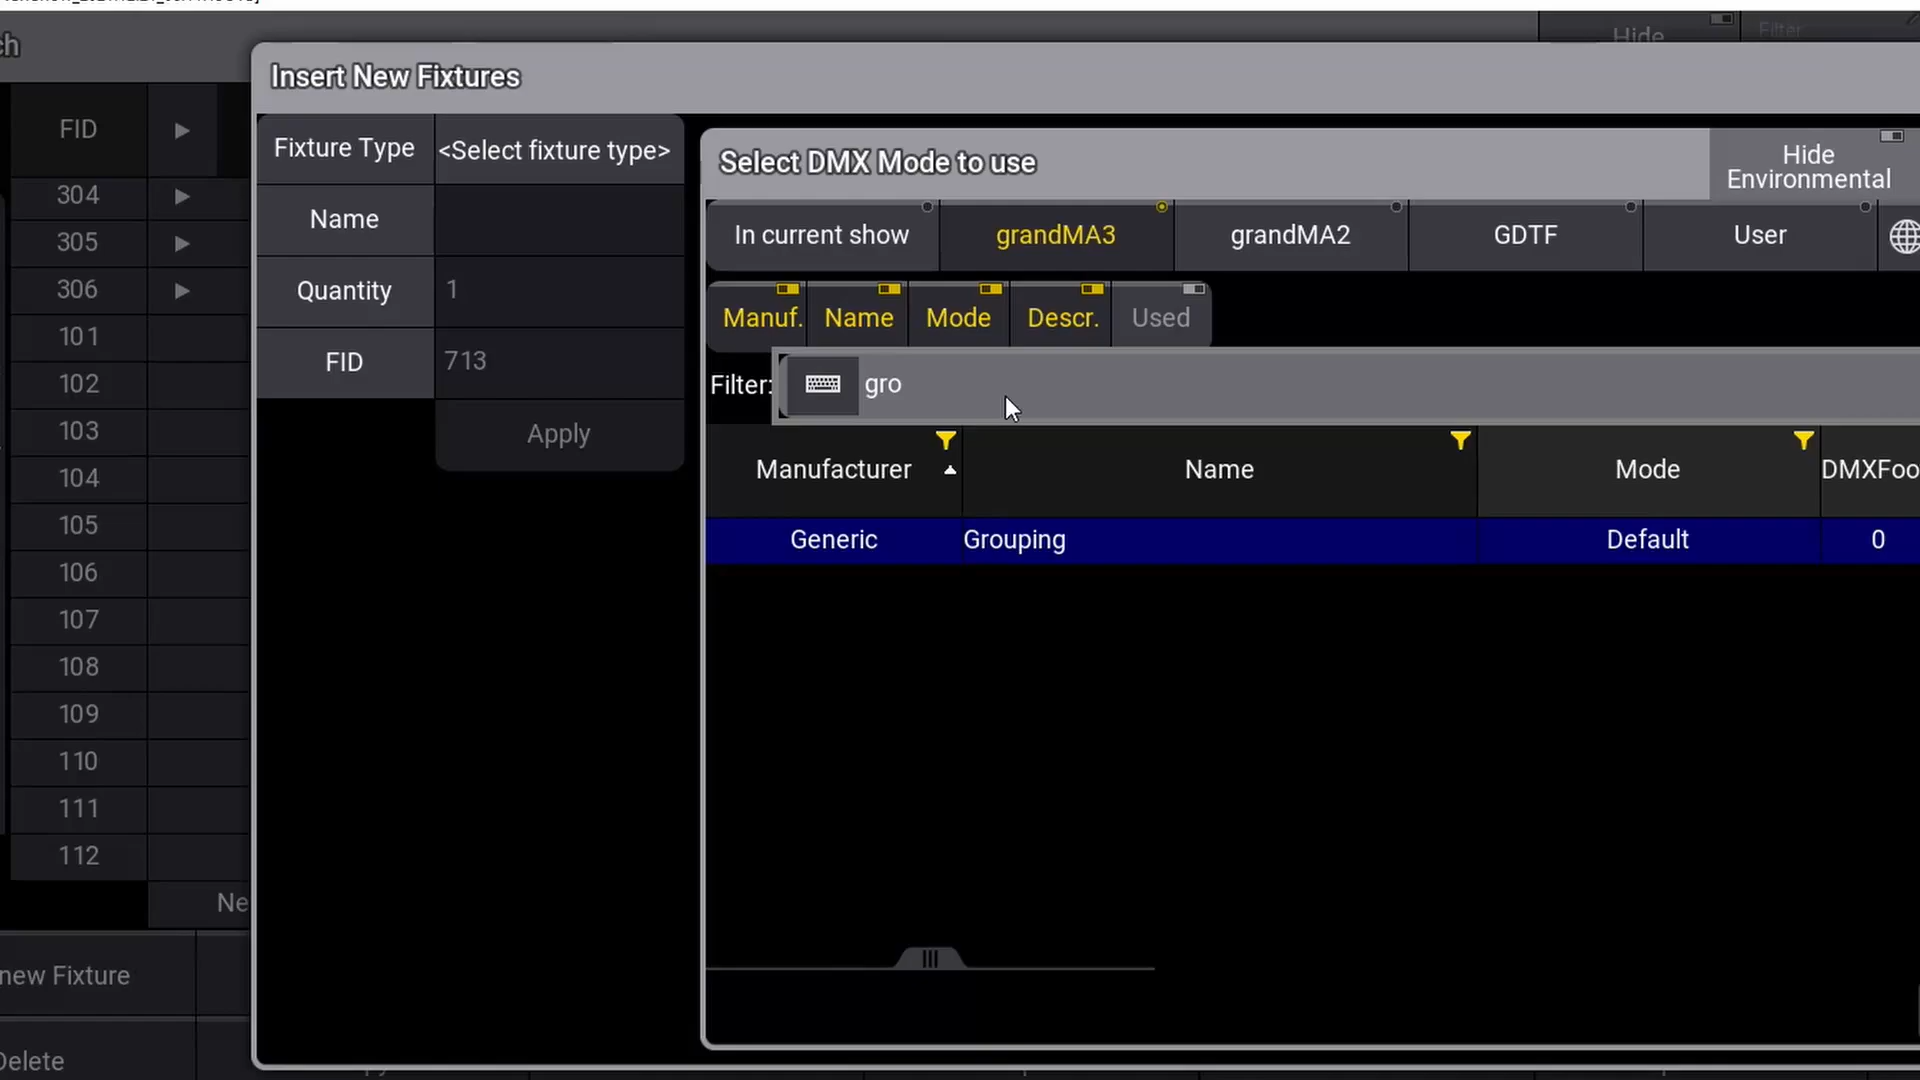 ch
Hide
Filter
Insert New Fixtures
FID
Fixture Type
<Select fixture type>
Select DMX Mode to use
Hide
Environmental
304
Name
In current show
grandMA3
grandMA2
GDTF
User
305
306
Quantity
1
Manuf.
Name
Mode
Descr.
Used
101
FID
713
Filter:
gro
102
103
Apply
104
Manufacturer
Name
Mode
DMXFoo
105
Generic
Grouping
Default
0
106
107
108
109
110
111
112
Ne
new Fixture
Delete